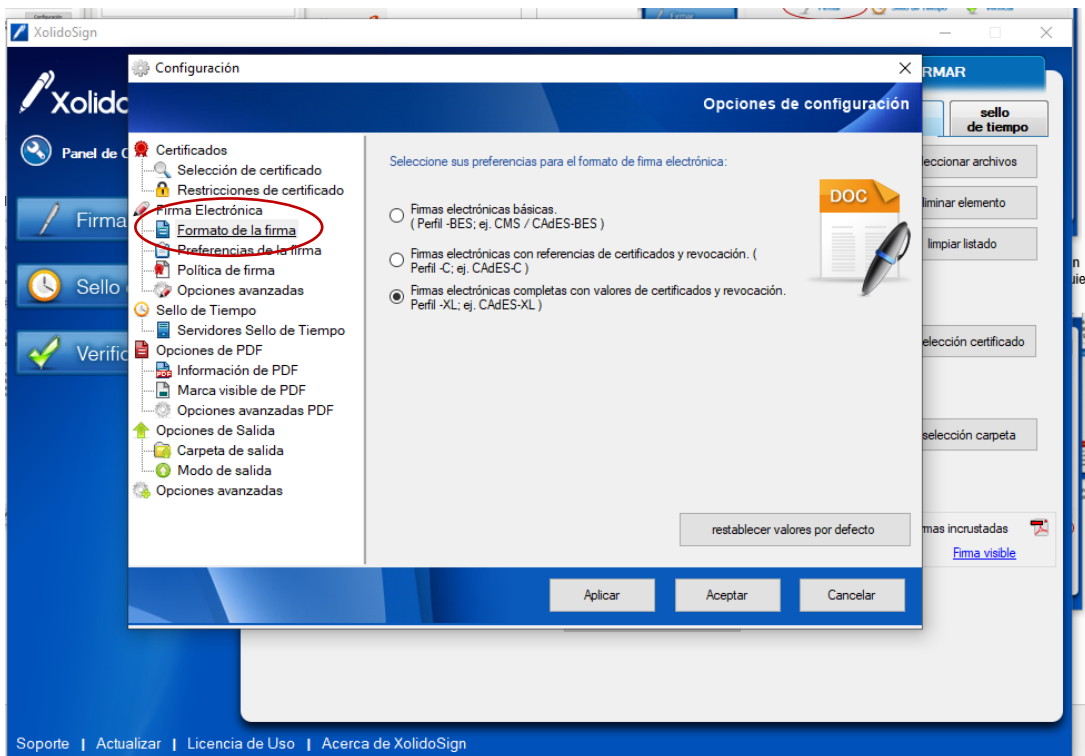 XolidoSign
Configuración
Opciones de configuración
Panel de
Firma
Sello
Certificados
Selección de certificado
Restricciones de certificado
Firma Electrónica
Formato de la firma
Preferencias de la firma
Política de firma
Opciones avanzadas
Sello de Tiempo
Servidores Sello de Tiempo
Opciones de PDF
Información de PDF
Marca visible de PDF
Opciones avanzadas PDF
Opciones de Salida
Carpeta de salida
Modo de salida
Opciones avanzadas
Seleccione sus preferencias para el formato de firma electrónica:
Firmas electrónicas básicas.
( Perfil -BES; ej. CMS / CAdES-BES )
Firmas electrónicas con referencias de certificados y revocación. (
Perfil -C; ej. CAdES-C )
Firmas electrónicas completas con valores de certificados y revocación.
Perfil -XL; ej. CAdES-XL )
DOC
restablecer valores por defecto
Aplicar
Aceptar
Cancelar
RMAR
sello
de tiempo
eccionar archivos
liminar elemento
limpiar listado
elección certificado
selección carpeta
mas incrustadas
Firma visible
Soporte | Actualizar | Licencia de Uso | Acerca de XolidoSign